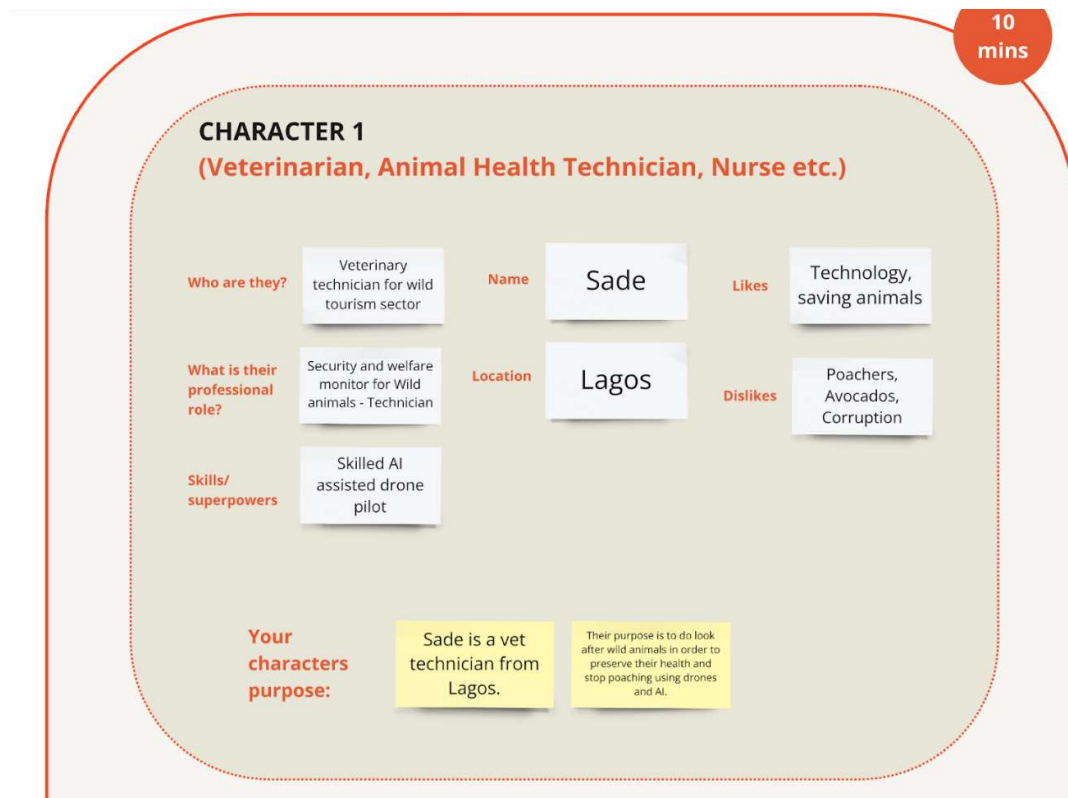 10
mins
CHARACTER 1
(Veterinarian, Animal Health Technician, Nurse etc.)
Who are they?
Veterinary
technician for wild
tourism sector
Name
Sade
Likes
Technology,
saving animals
What is their
professional
role?
Security and welfare
monitor for Wild
animals - Technician
Location
Lagos
Dislikes
Poachers,
Avocados,
Corruption
Skills/
superpowers
Skilled AI
assisted drone
pilot
Your
characters
purpose:
Sade is a vet
technician from
Lagos.
Their purpose is to do look
after wild animals in order to
preserve their health and
stop poaching using drones
and AI.